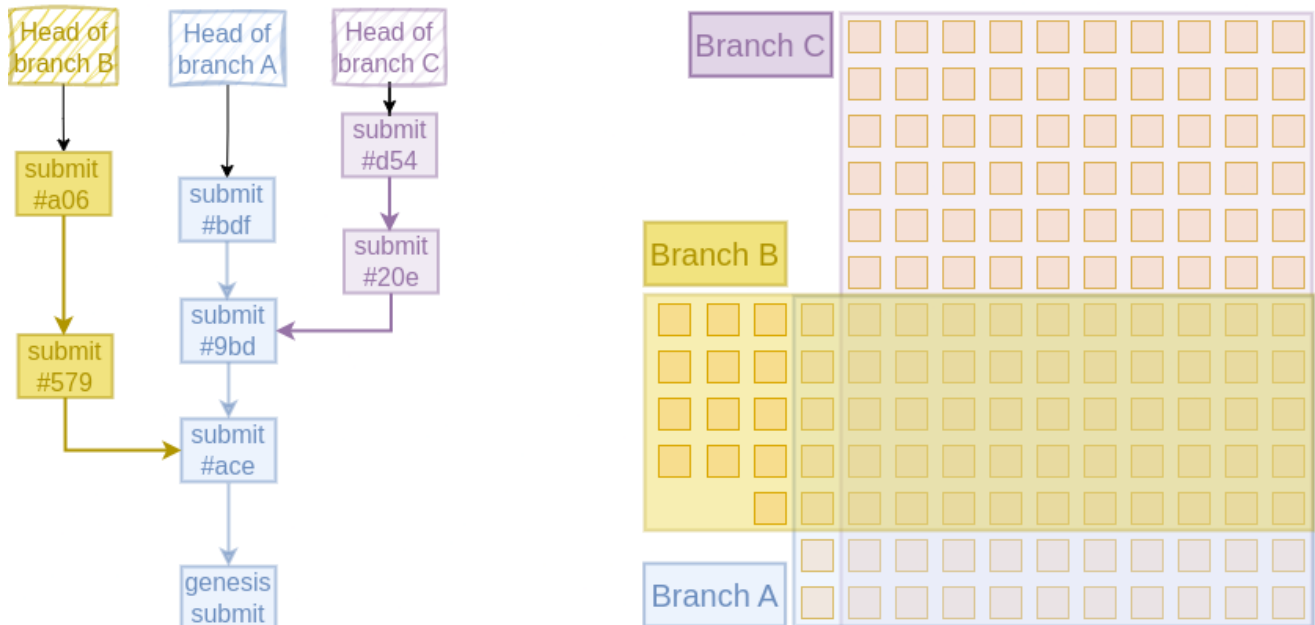 Head of
branch B
Head of
branch A
Head of
branch C
submit
#d54
submit
#a06
submit
#bdf
submit
#20e
submit
#9bd
submit
#579
submit
#ace
genesis
submit
Branch C
Branch B
Branch A